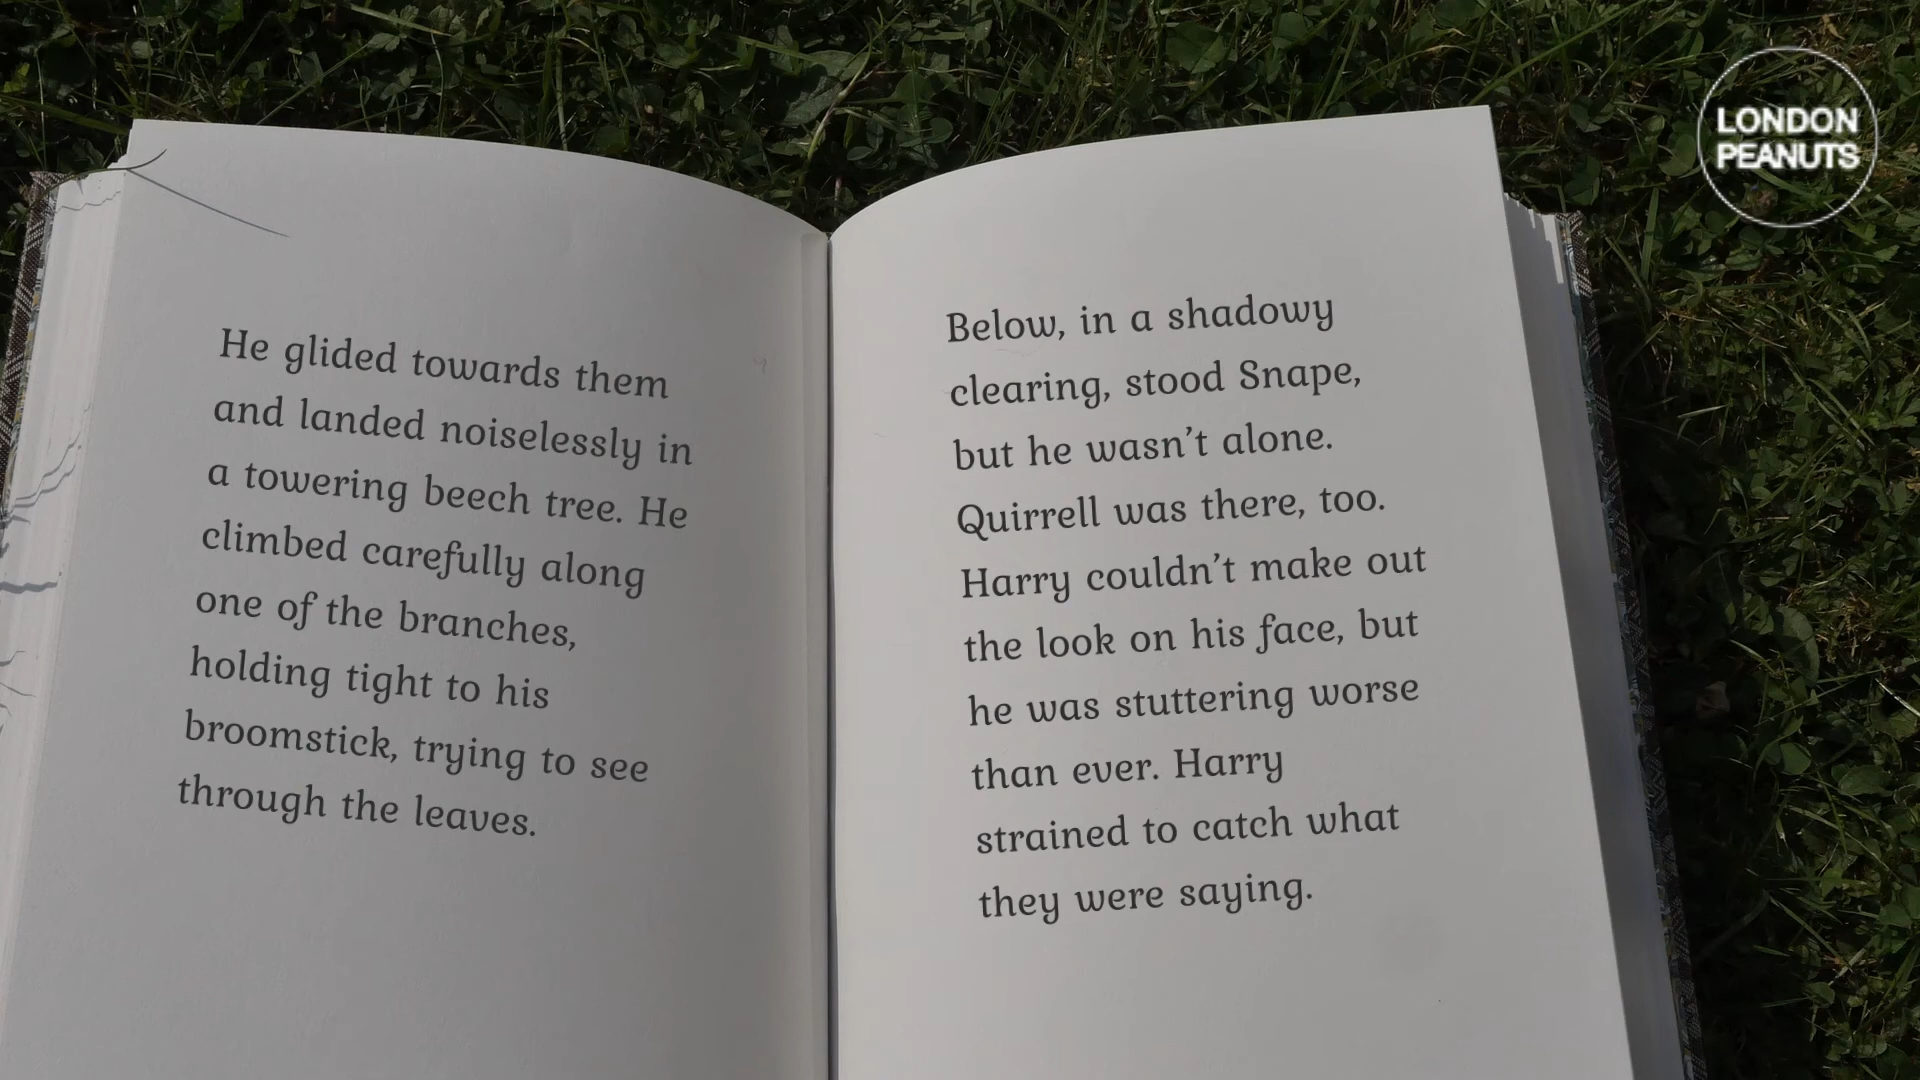 He glided towards them
and landed noiselessly in
a towering beech tree. He
climbed carefully along
one of the branches,
holding tight to his
broomstick, trying to see
through the leaves.
Below, in a shadowy
clearing, stood Snape,
but he wasn't alone.
Quirrell was there, too.
Harry couldn't make out
the look on his face, but
he was stuttering worse
than ever. Harry
strained to catch what
they were saying.
LONDON
PEANUTS